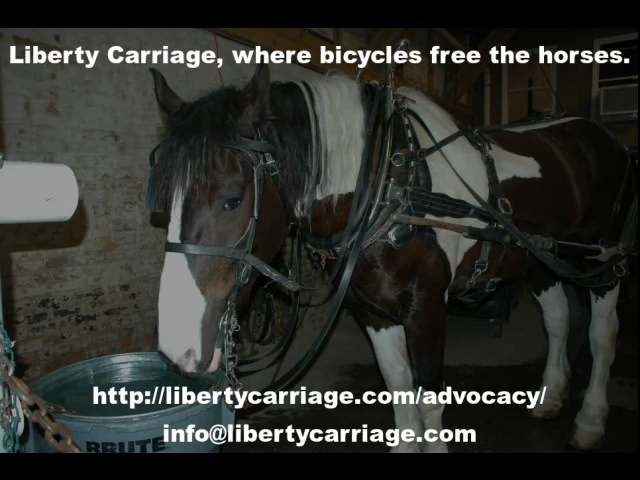 Liberty Carriage, where bicycles free the horses.
http://libertycarriage.com/advocacy/
info@libertycarriage.com
BRUTE